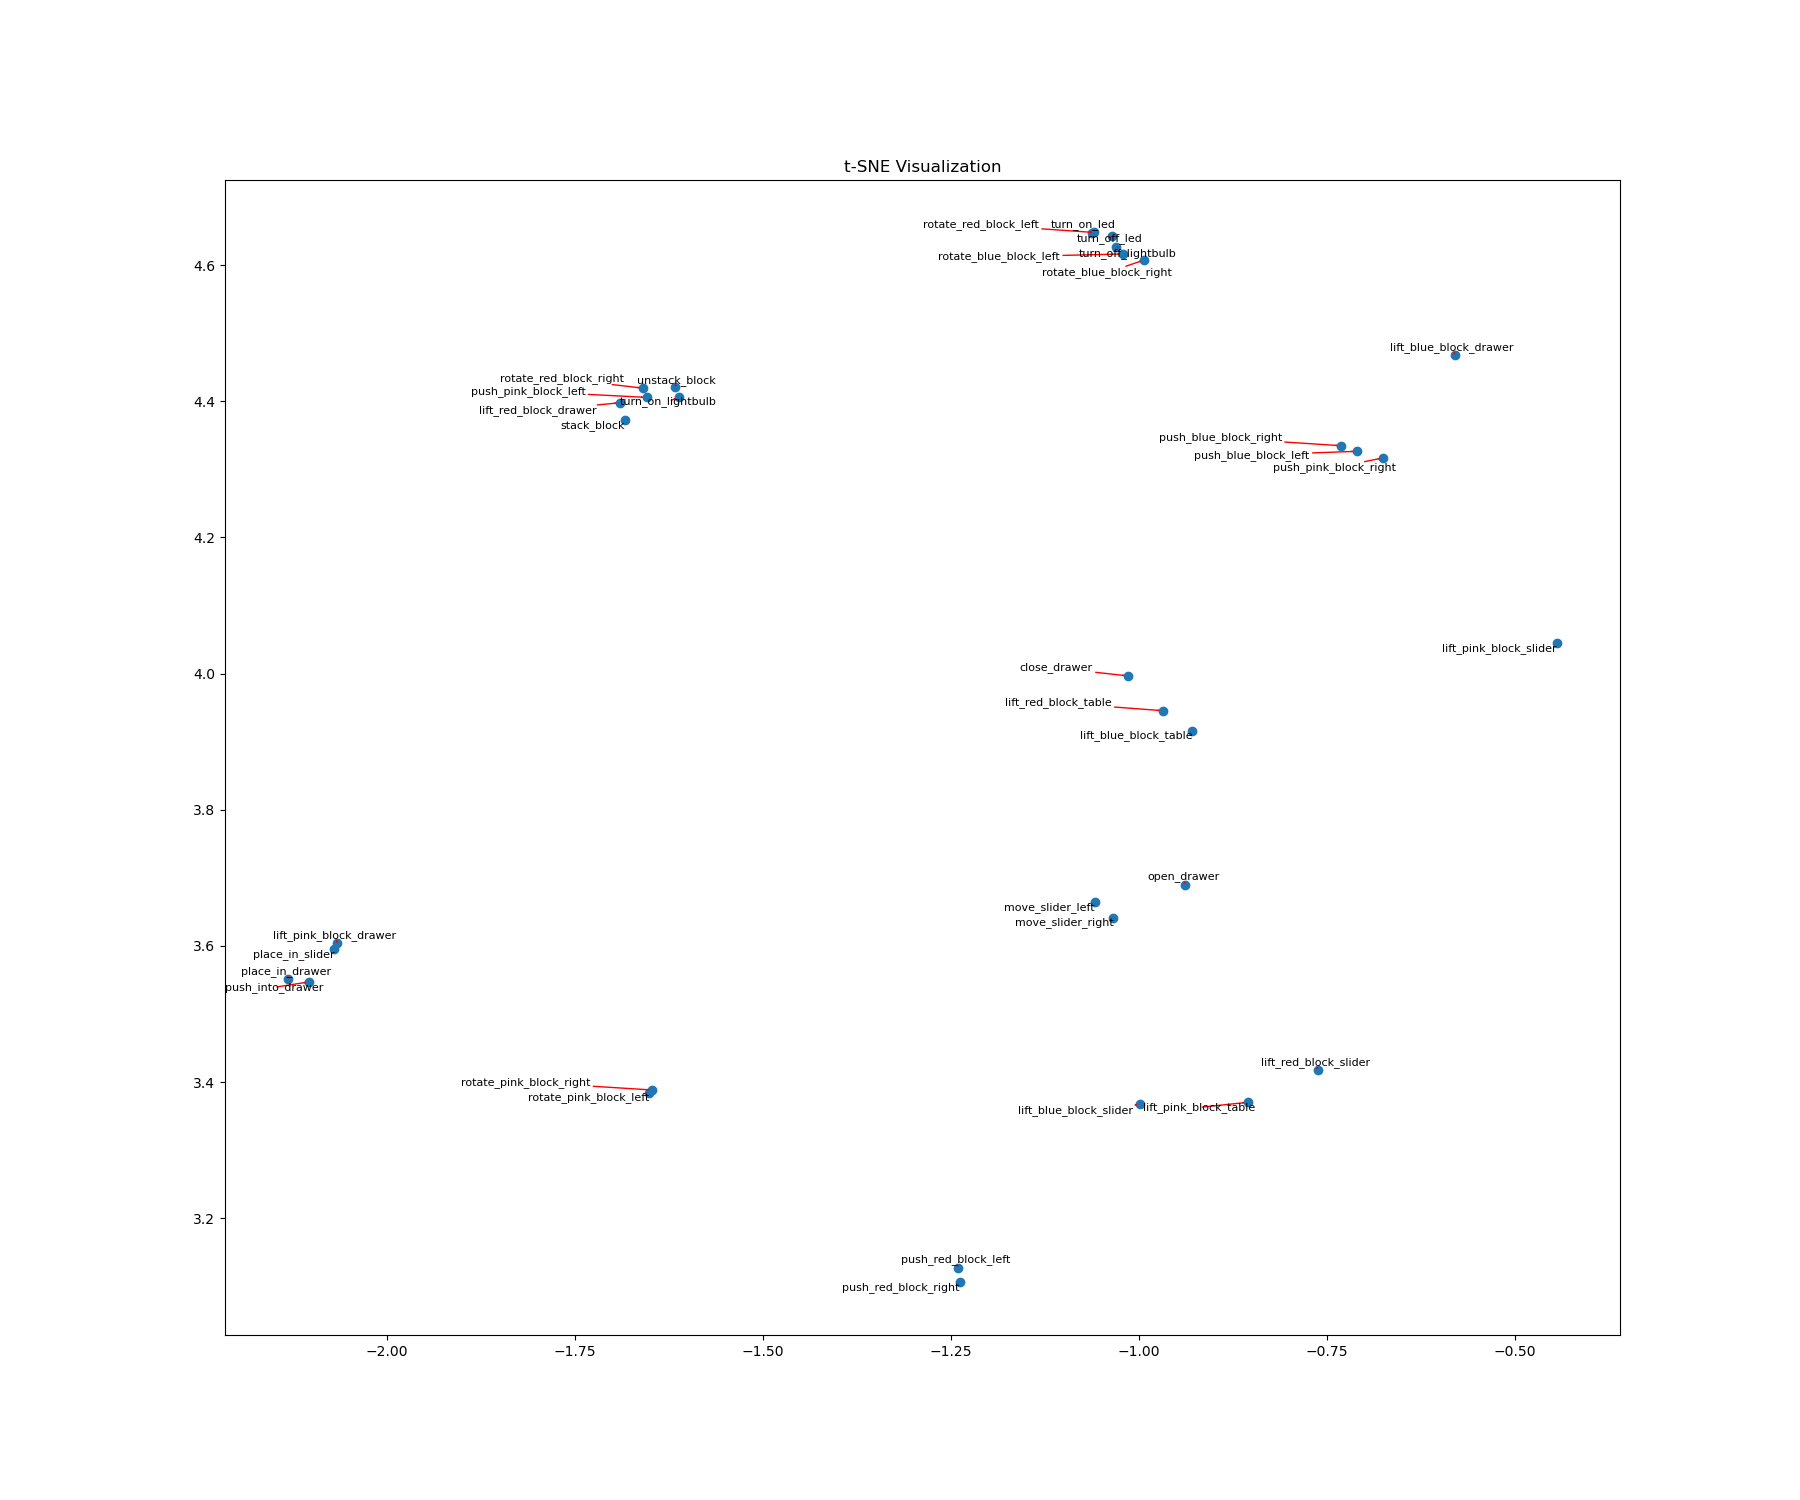 t-SNE Visualization
rotate_red_block_left
turn_on_led
turn_off_led
turn_off_lightbulb
rotate_blue_block_left
rotate_blue_block_right
4.6
lift_blue_block_drawer
rotate_red_block_right
unstack_block
push_pink_block_left
turn_on_lightbulb
4.4
lift_red_block_drawer
stack_block
push_blue_block_right
push_blue_block_left
push_pink_block_right
4.2
lift_pink_block_slider
close_drawer
4.0
lift_red_block_table
lift_blue_block_table
3.8
open_drawer
move_slider_left
move_slider_right
lift_pink_block_drawer
3.6
place_in_slider
place_in_drawer
push_into_drawer
3.4
rotate_pink_block_right
rotate_pink_block_left
lift_red_block_slider
lift_blue_block_slider
lift_pink_block_table
3.2
push_red_block_left
push_red_block_right
−2.00
−1.75
−1.50
−1.25
−1.00
−0.75
−0.50